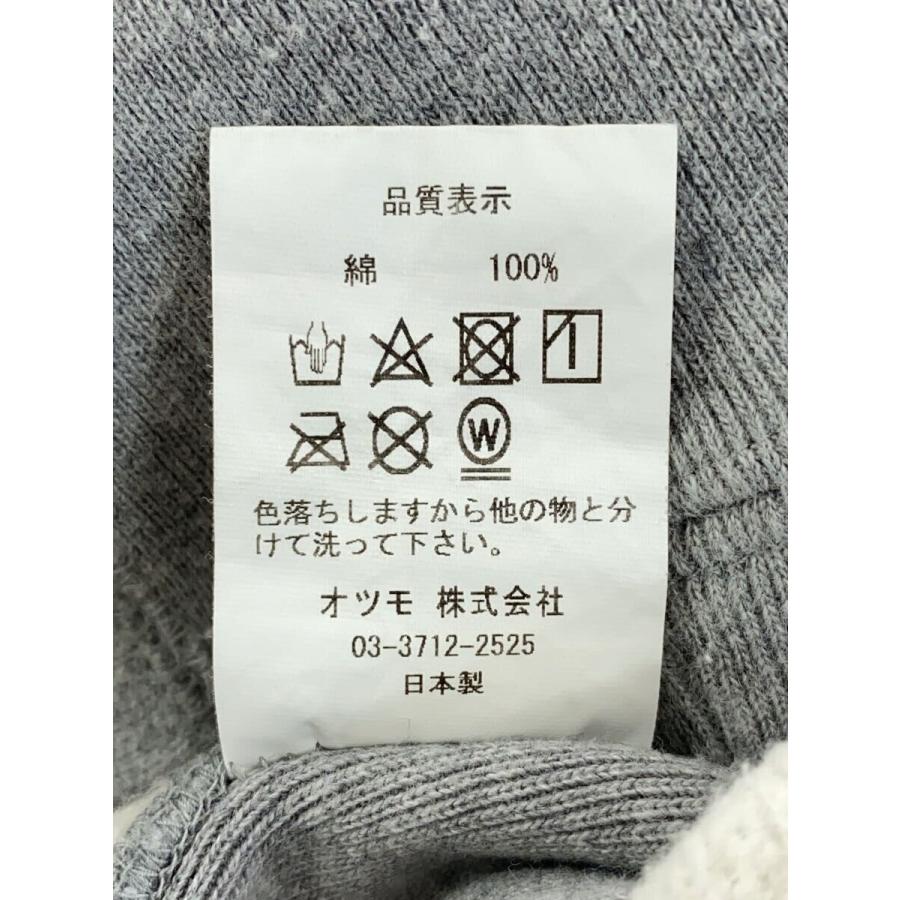 品質表示
綿 100%
W
色落ちしますから他の物と分
けて洗って下さい。
オツモ 株式会社
03-3712-2525
日本製